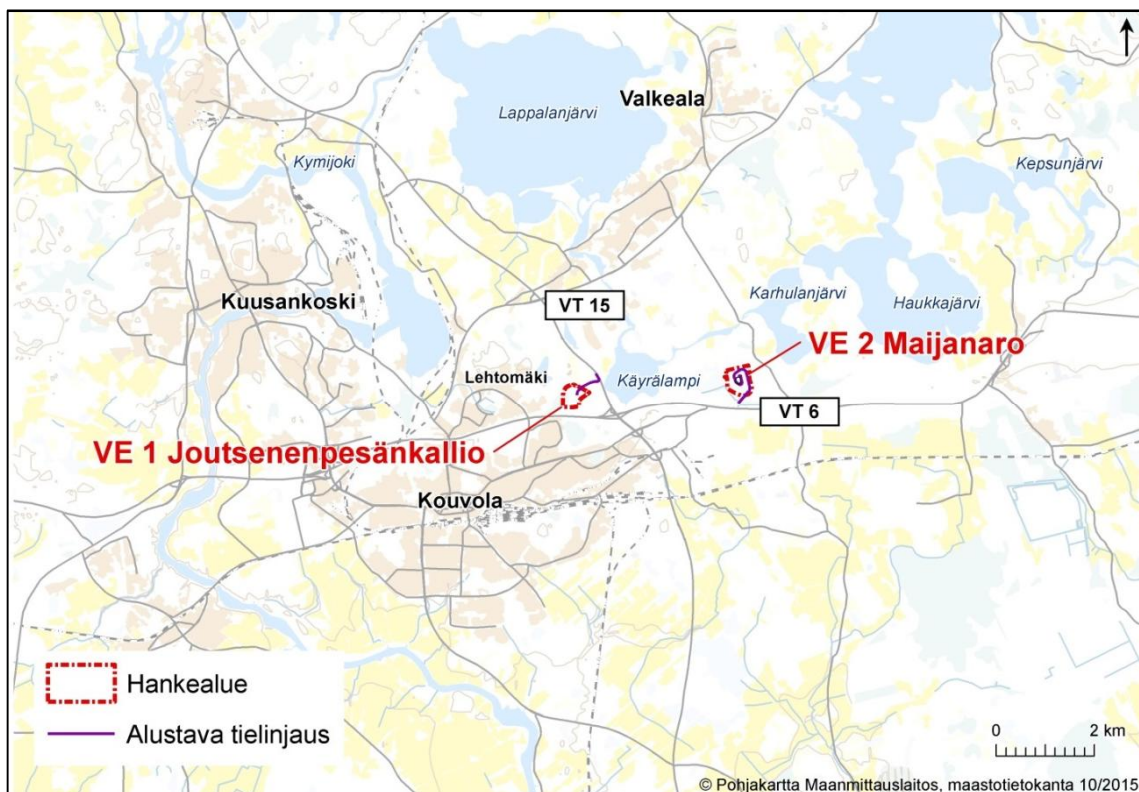 Valkeala
Lappalanjärvi
Kymijoki
Kepsunjärvi
Kuusankoski
VT 15
Karhulanjärvi
Haukkajärvi
VE 2 Maijanaro
Lehtomäki
Käyrälampi
VT 6
VE 1 Joutsenenpesänkallio
Kouvola
Hankealue
Alustava tielinjaus
0 2 km
© Pohjakartta Maanmittauslaitos, maastotietokanta 10/2015